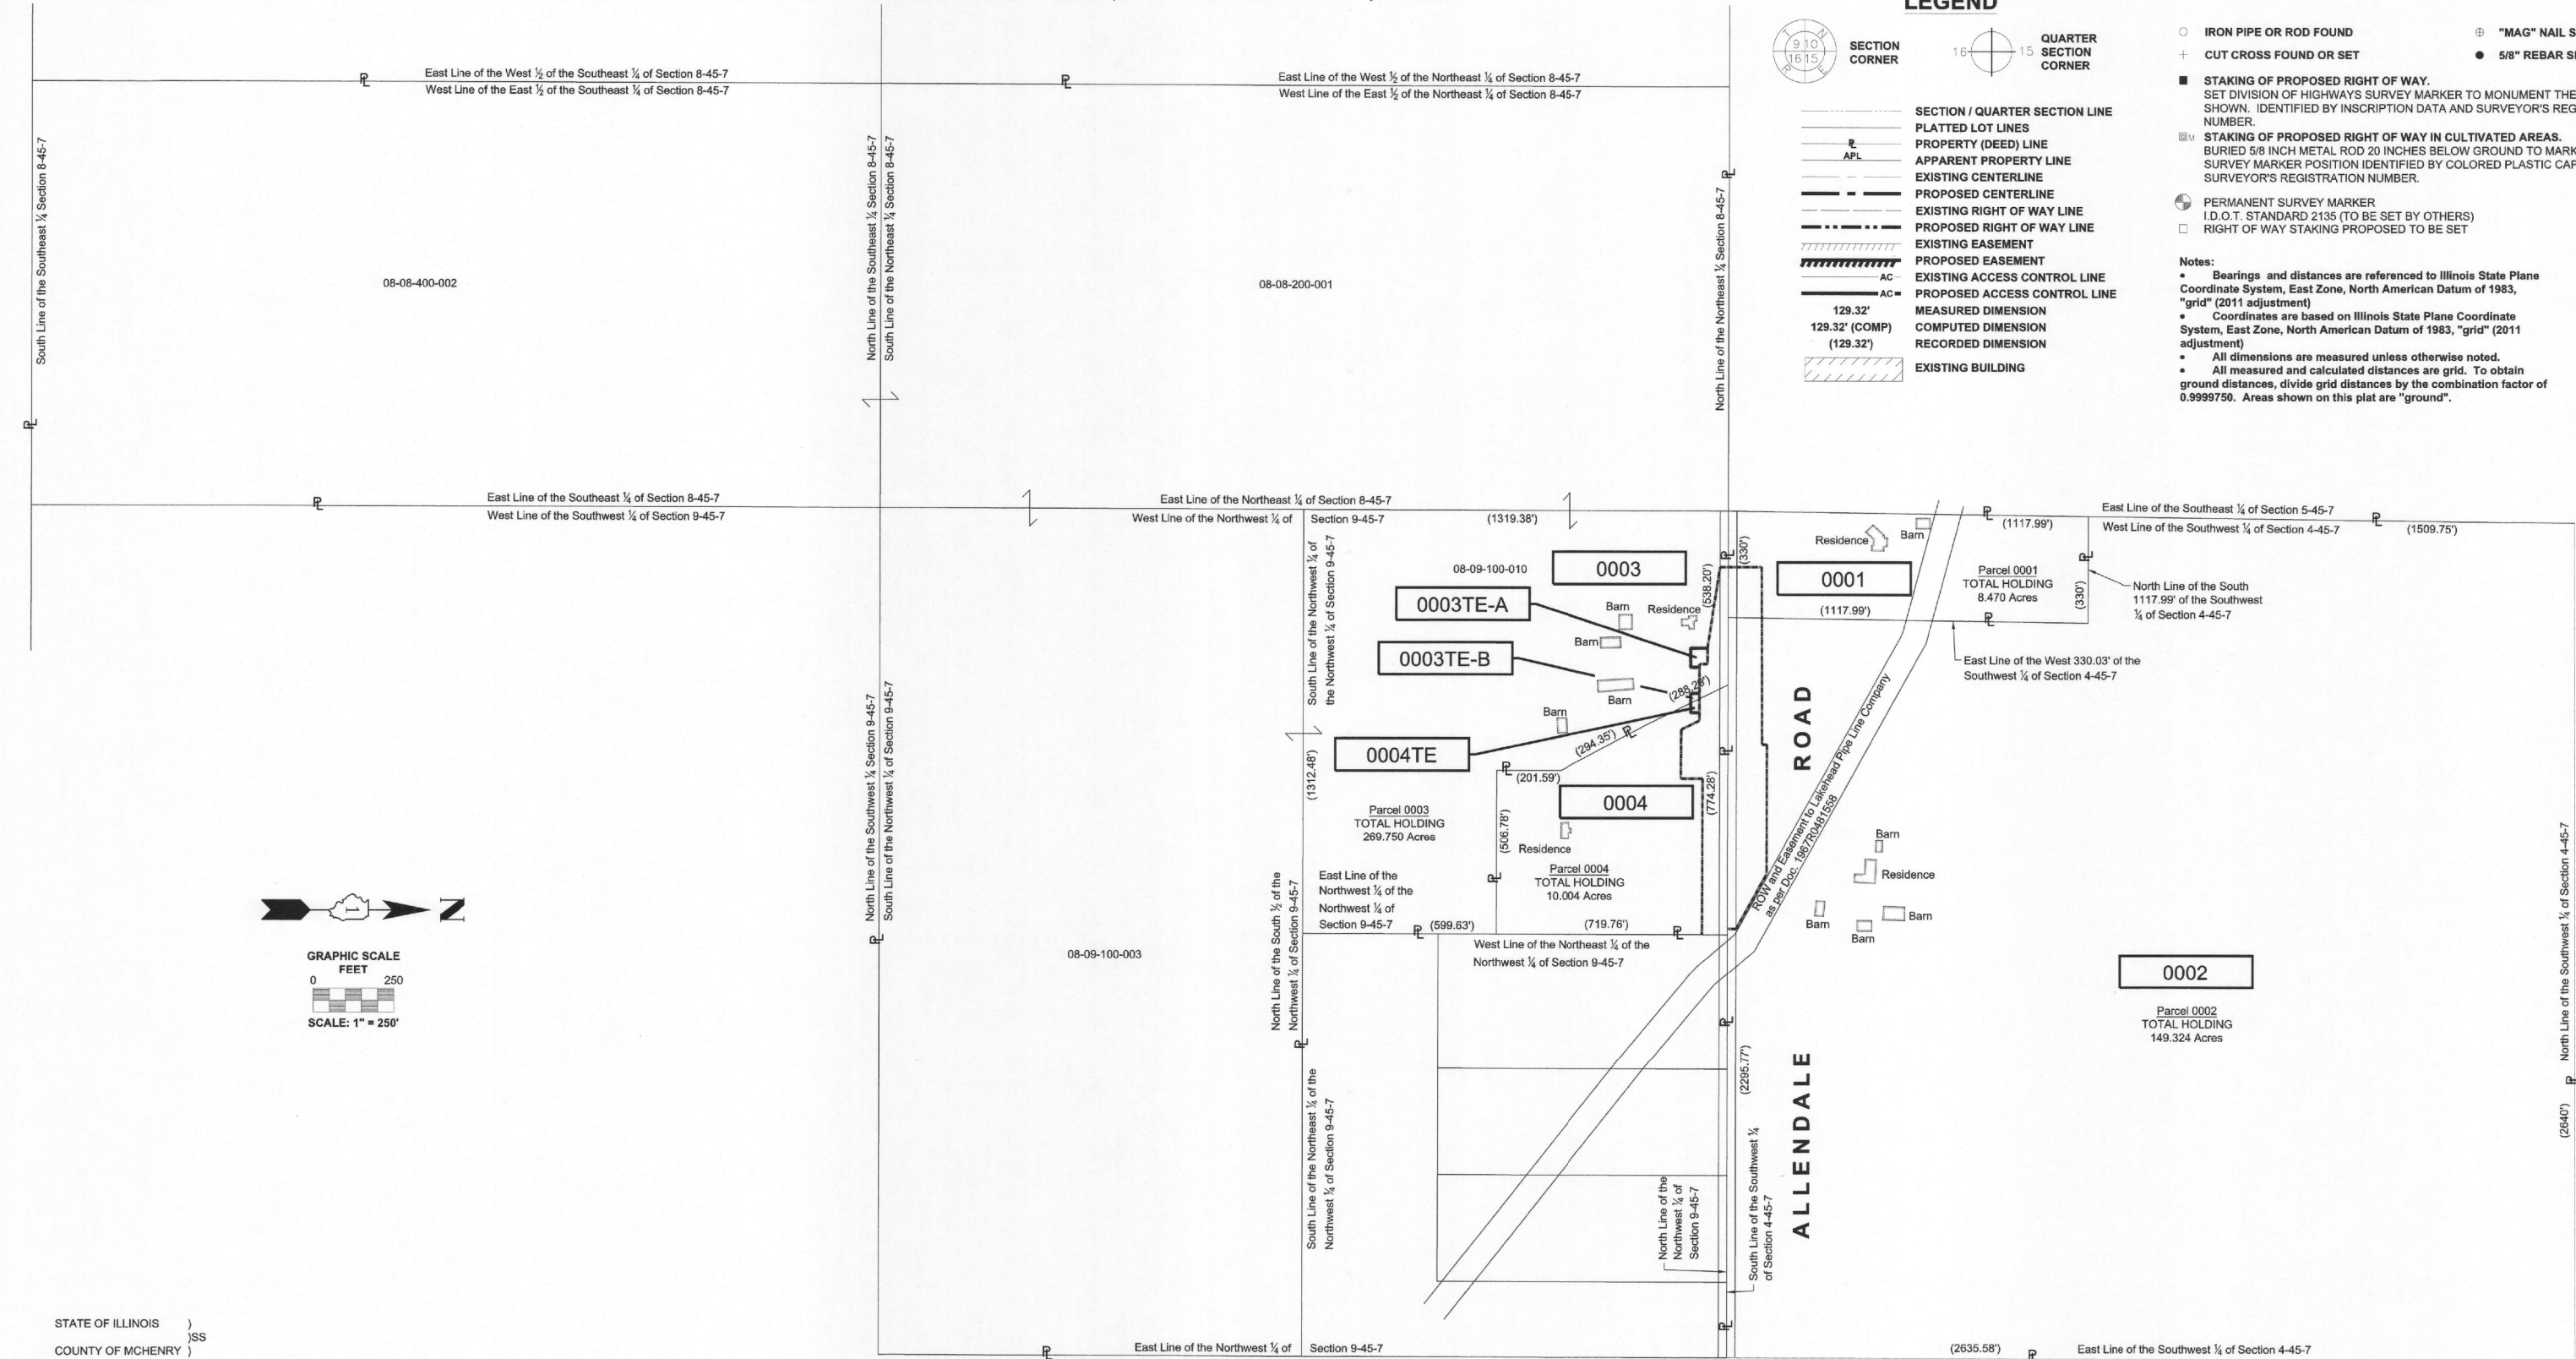 LEGEND
T N
9 10
16 15
R E
SECTION
CORNER
16 15
QUARTER
SECTION
CORNER
SECTION / QUARTER SECTION LINE
PLATTED LOT LINES
PROPERTY (DEED) LINE
APL
APPARENT PROPERTY LINE
EXISTING CENTERLINE
PROPOSED CENTERLINE
EXISTING RIGHT OF WAY LINE
PROPOSED RIGHT OF WAY LINE
EXISTING EASEMENT
PROPOSED EASEMENT
AC
EXISTING ACCESS CONTROL LINE
AC
PROPOSED ACCESS CONTROL LINE
129.32' MEASURED DIMENSION
129.32' (COMP) COMPUTED DIMENSION
(129.32') RECORDED DIMENSION
EXISTING BUILDING
IRON PIPE OR ROD FOUND
"MAG" NAIL S
CUT CROSS FOUND OR SET
5/8" REBAR
STAKING OF PROPOSED RIGHT OF WAY.
SET DIVISION OF HIGHWAYS SURVEY MARKER TO MONUMENT THE
SHOWN. IDENTIFIED BY INSCRIPTION DATA AND SURVEYOR'S REG
NUMBER.
M
STAKING OF PROPOSED RIGHT OF WAY IN CULTIVATED AREAS.
BURIED 5/8 INCH METAL ROD 20 INCHES BELOW GROUND TO MARK
SURVEY MARKER POSITION IDENTIFIED BY COLORED PLASTIC CAP
SURVEYOR'S REGISTRATION NUMBER.
PERMANENT SURVEY MARKER
I.D.O.T. STANDARD 2135 (TO BE SET BY OTHERS)
RIGHT OF WAY STAKING PROPOSED TO BE SET
Notes:
• Bearings and distances are referenced to Illinois State Plane
Coordinate System, East Zone, North American Datum of 1983,
"grid" (2011 adjustment)
• Coordinates are based on Illinois State Plane Coordinate
System, East Zone, North American Datum of 1983, "grid" (2011
adjustment)
• All dimensions are measured unless otherwise noted.
• All measured and calculated distances are grid. To obtain
ground distances, divide grid distances by the combination factor of
0.9999750. Areas shown on this plat are "ground".
East Line of the West ½ of the Southeast ¼ of Section 8-45-7
West Line of the East ½ of the Southeast ¼ of Section 8-45-7
East Line of the West ½ of the Northeast ¼ of Section 8-45-7
West Line of the East ½ of the Northeast ¼ of Section 8-45-7
South Line of the Southeast ¼ Section 8-45-7
North Line of the Southeast ¼ Section 8-45-7
South Line of the Northeast ¼ Section 8-45-7
North Line of the Northeast ¼ Section 8-45-7
08-08-400-002
08-08-200-001
East Line of the Southeast ¼ of Section 8-45-7
West Line of the Southwest ¼ of Section 9-45-7
East Line of the Northeast ¼ of Section 8-45-7
West Line of the Northwest ¼ of Section 9-45-7
(1319.38')
East Line of the Southeast ¼ of Section 5-45-7
West Line of the Southwest ¼ of Section 4-45-7
(1117.99')
(1509.75')
South Line of the Northwest ¼ of
the Northwest ¼ of Section 9-45-7
08-09-100-010
0003
0003TE-A
0003TE-B
0004TE
0004
Barn
Residence
Barn
Barn
Barn
(538.20')
(288.28')
(294.35')
(201.59')
(506.78')
(774.28')
(1312.48')
(330')
Residence
Barn
0001
(1117.99')
Parcel 0001
TOTAL HOLDING
8.470 Acres
(330')
North Line of the South
1117.99' of the Southwest
¼ of Section 4-45-7
East Line of the West 330.03' of the
Southwest ¼ of Section 4-45-7
ROW and Easement to Lakehead Pipe Line Company
as per Doc. 1967R0481558
Parcel 0003
TOTAL HOLDING
269.750 Acres
Residence
Parcel 0004
TOTAL HOLDING
10.004 Acres
East Line of the
Northwest ¼ of the
Northwest ¼ of
Section 9-45-7
(599.63')
(719.76')
West Line of the Northeast ¼ of the
Northwest ¼ of Section 9-45-7
North Line of the Southwest ¼ Section 9-45-7
South Line of the Northwest ¼ of Section 9-45-7
North Line of the South ½ of the
Northwest ¼ of Section 9-45-7
South Line of the Northeast ¼ of the
Northwest ¼ of Section 9-45-7
08-09-100-003
Barn
Residence
Barn
Barn
Barn
ALLENDALE ROAD
0002
Parcel 0002
TOTAL HOLDING
149.324 Acres
(2295.77')
North Line of the
Northwest ¼ of
Section 9-45-7
South Line of the Southwest ¼
of Section 4-45-7
North Line of the Southwest ¼ of Section 4-45-7
(2640')
N
1
GRAPHIC SCALE
FEET
0 250
SCALE: 1" = 250'
STATE OF ILLINOIS )
)SS
COUNTY OF MCHENRY )
East Line of the Northwest ¼ of Section 9-45-7
(2635.58')
East Line of the Southwest ¼ of Section 4-45-7